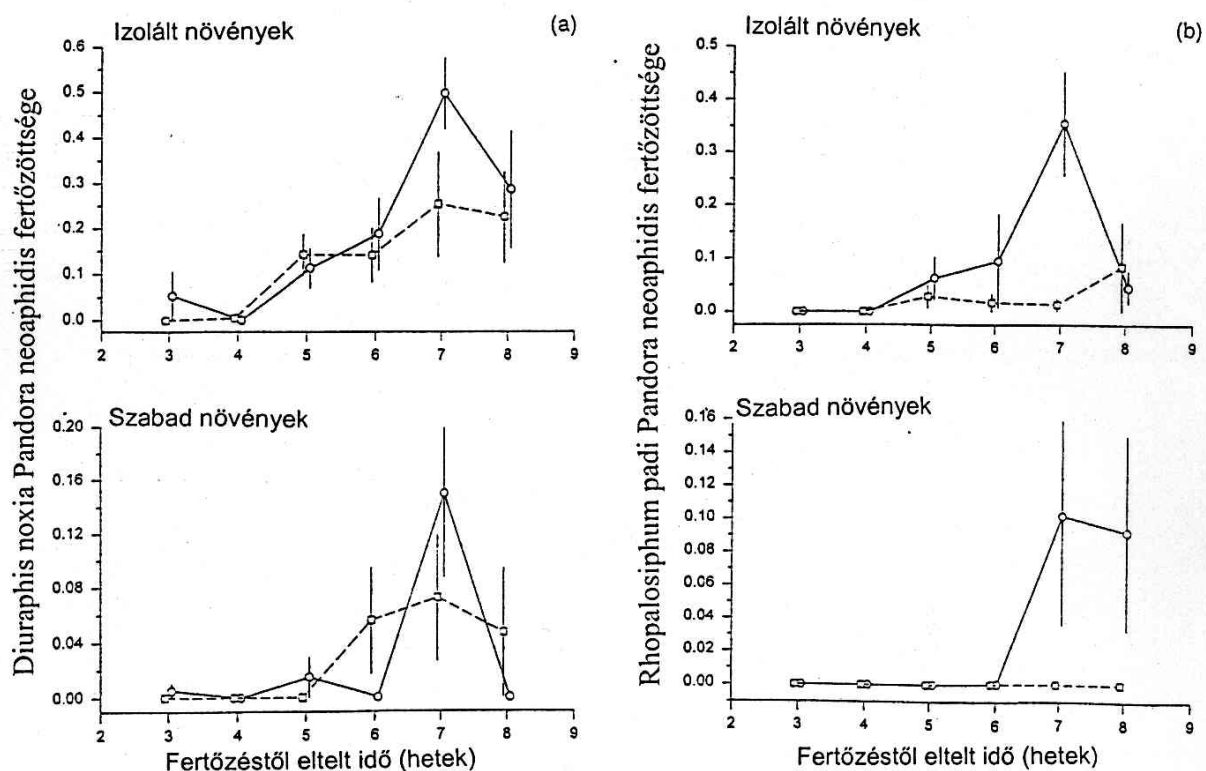 Izolált növények
(a)
Diuraphis noxia Pandora neoaphidis fertőzöttsége
0.6
0.5
0.4
0.3
0.2
0.1
0.0
2 3 4 5 6 7 8 9
Szabad növények
0.20
0.16
0.12
0.08
0.04
0.00
2 3 4 5 6 7 8 9
Fertőzéstől eltelt idő (hetek)
Izolált növények
(b)
Rhopalosiphum padi Pandora neoaphidis fertőzöttsége
0.5
0.4
0.3
0.2
0.1
0.0
2 3 4 5 6 7 8 9
Szabad növények
0.16
0.14
0.12
0.10
0.08
0.06
0.04
0.02
0.00
2 3 4 5 6 7 8 9
Fertőzéstől eltelt idő (hetek)